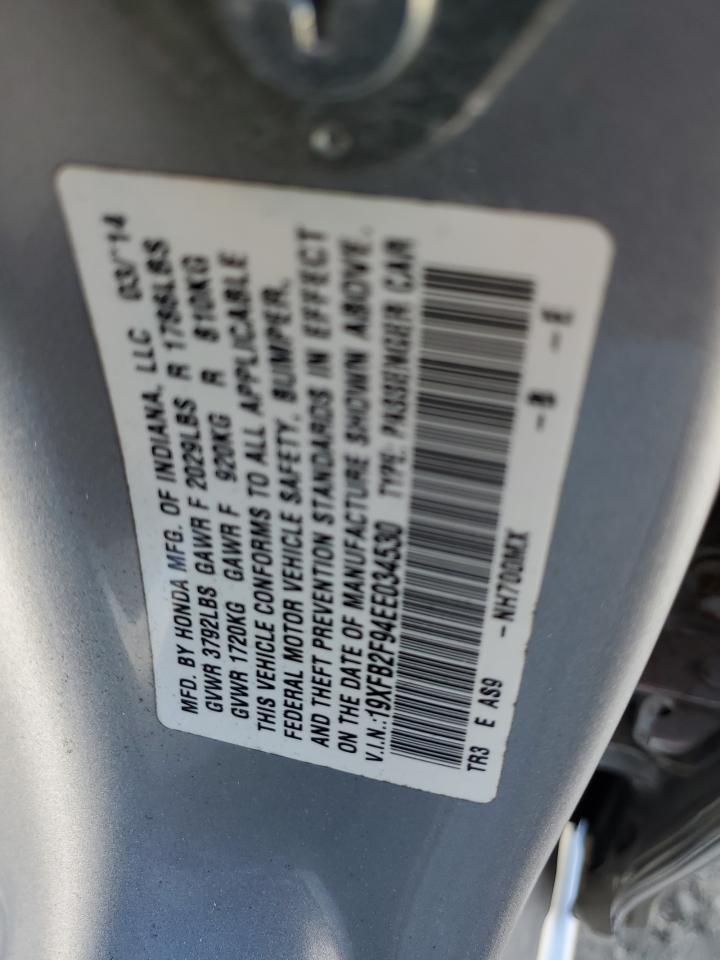 MFD. BY HONDA MFG. OF INDIANA, LLC 03/'14
GVWR 3792LBS GAWR F 2029LBS R 1786LBS
GVWR 1720KG GAWR F 920KG R 810KG
THIS VEHICLE CONFORMS TO ALL APPLICABLE
FEDERAL MOTOR VEHICLE SAFETY, BUMPER,
AND THEFT PREVENTION STANDARDS IN EFFECT
ON THE DATE OF MANUFACTURE SHOWN ABOVE.
V.I.N.:19XFB2F94EE034530 TYPE: PASSENGER CAR
TR3 E AS9 -NH700MX